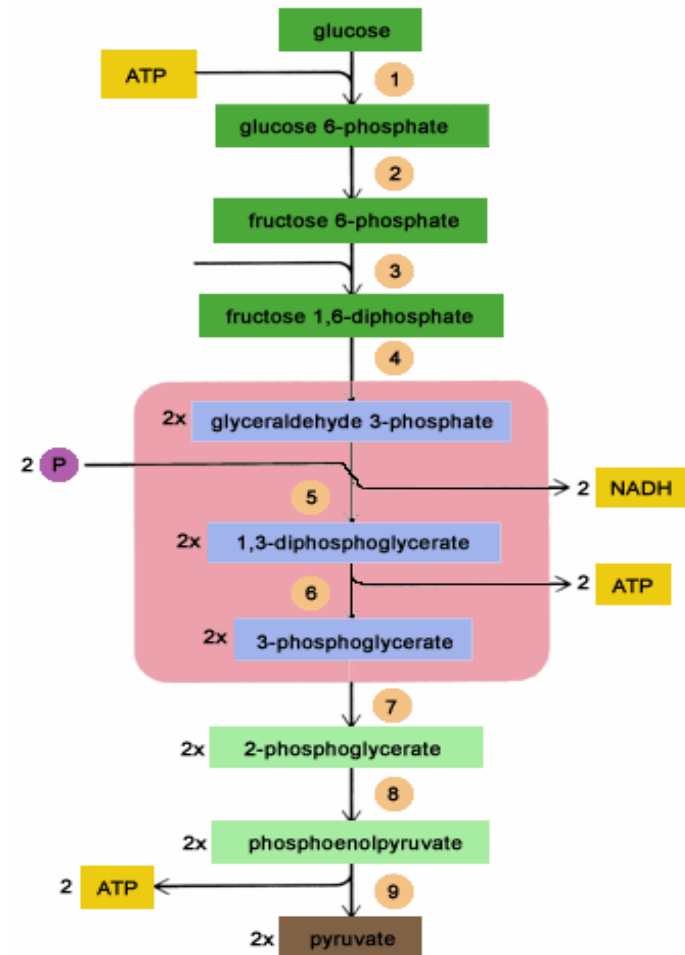 glucose
ATP
1
glucose 6-phosphate
2
fructose 6-phosphate
3
fructose 1,6-diphosphate
4
2x glyceraldehyde 3-phosphate
2 P
2 NADH
5
2x 1,3-diphosphoglycerate
6
2 ATP
2x 3-phosphoglycerate
7
2x 2-phosphoglycerate
8
2x phosphoenolpyruvate
2 ATP
9
2x pyruvate